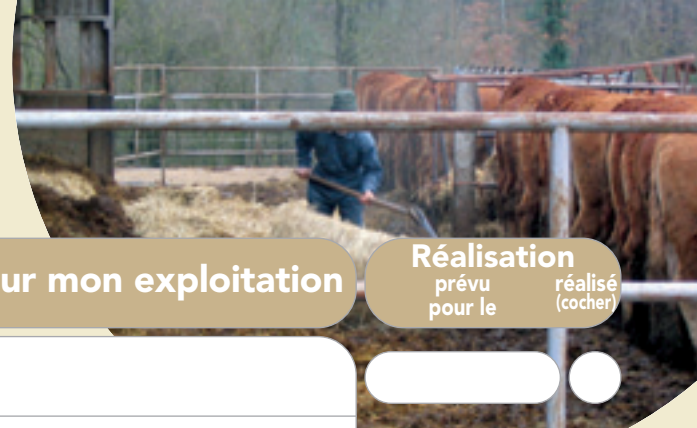 ur mon exploitation
Réalisation
prévu
pour le
réalisé
(cocher)